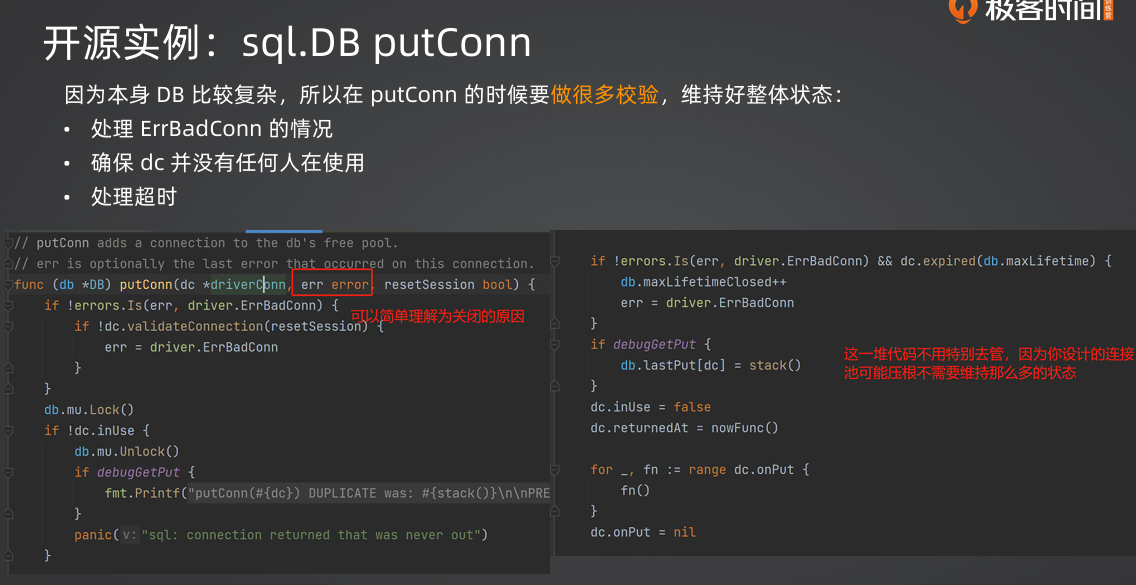 极客时间
训练营
开源实例：sql.DB putConn
因为本身 DB 比较复杂，所以在 putConn 的时候要做很多校验，维持好整体状态：
• 处理 ErrBadConn 的情况
• 确保 dc 并没有任何人在使用
• 处理超时
// putConn adds a connection to the db's free pool.
// err is optionally the last error that occurred on this connection.
func (db *DB) putConn(dc *driverConn, err error, resetSession bool) {
if !errors.Is(err, driver.ErrBadConn) {
可以简单理解为关闭的原因
if !dc.validateConnection(resetSession) {
err = driver.ErrBadConn
}
}
db.mu.Lock()
if !dc.inUse {
db.mu.Unlock()
if debugGetPut {
fmt.Printf("putConn(#{dc}) DUPLICATE was: #{stack()}\n\nPRE
}
panic( v: "sql: connection returned that was never out")
}
if !errors.Is(err, driver.ErrBadConn) && dc.expired(db.maxLifetime) {
db.maxLifetimeClosed++
err = driver.ErrBadConn
}
if debugGetPut {
db.lastPut[dc] = stack()
}
这一堆代码不用特别去管，因为你设计的连接
池可能压根不需要维持那么多的状态
dc.inUse = false
dc.returnedAt = nowFunc()
for _, fn := range dc.onPut {
fn()
}
dc.onPut = nil